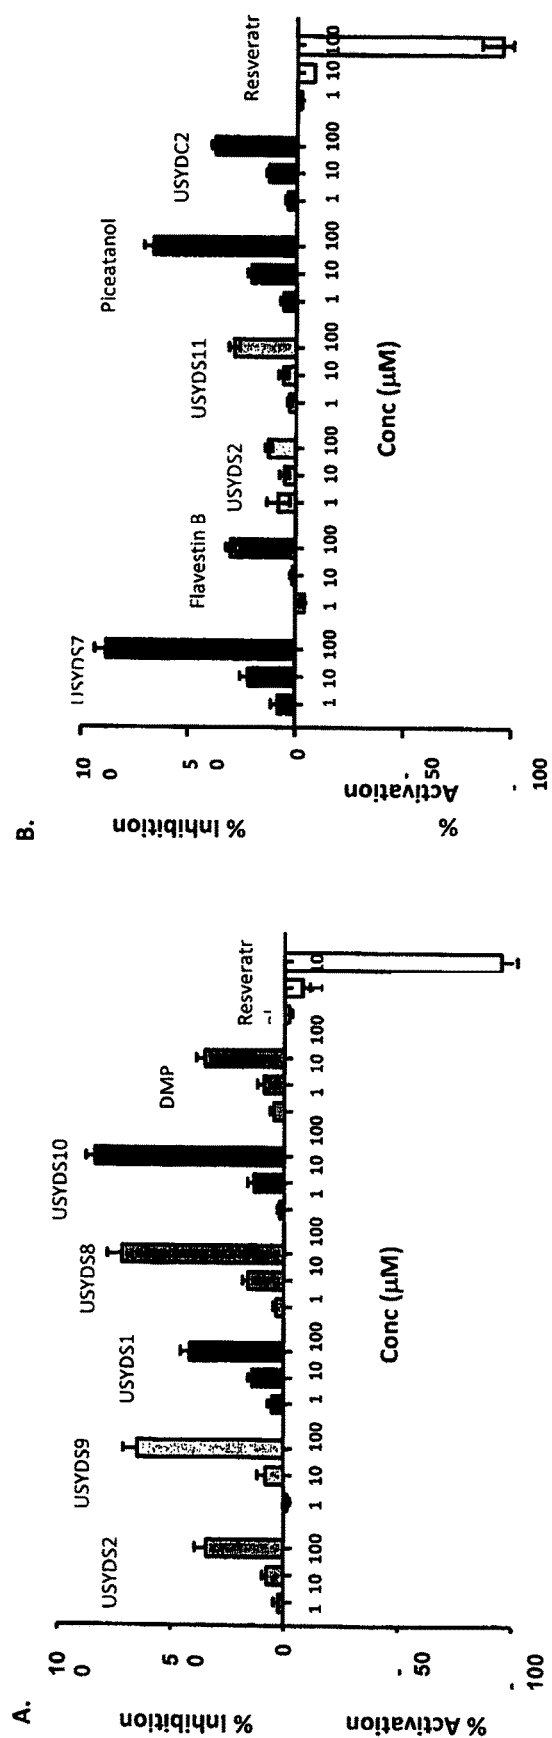 A.
% Inhibition
% Activation
10
0
5
0
0
- 50
- 100
USYDS2
USYDS9
USYDS1
USYDS8
USYDS10
DMP
Resveratr
1 10 100 1 10 100 1 10 100 1 10 100 1 10 100 1 10 100 1 10
Conc (µM)
B.
% Inhibition
%
Activation
10
0
5
0
0
- 50
- 100
USYDS7
Flavestin B
USYDS2
USYDS11
Piceatanol
USYDC2
Resveratr
1 10 100 1 10 100 1 10 100 1 10 100 1 10 100 1 10 100 1 10 100
Conc (µM)